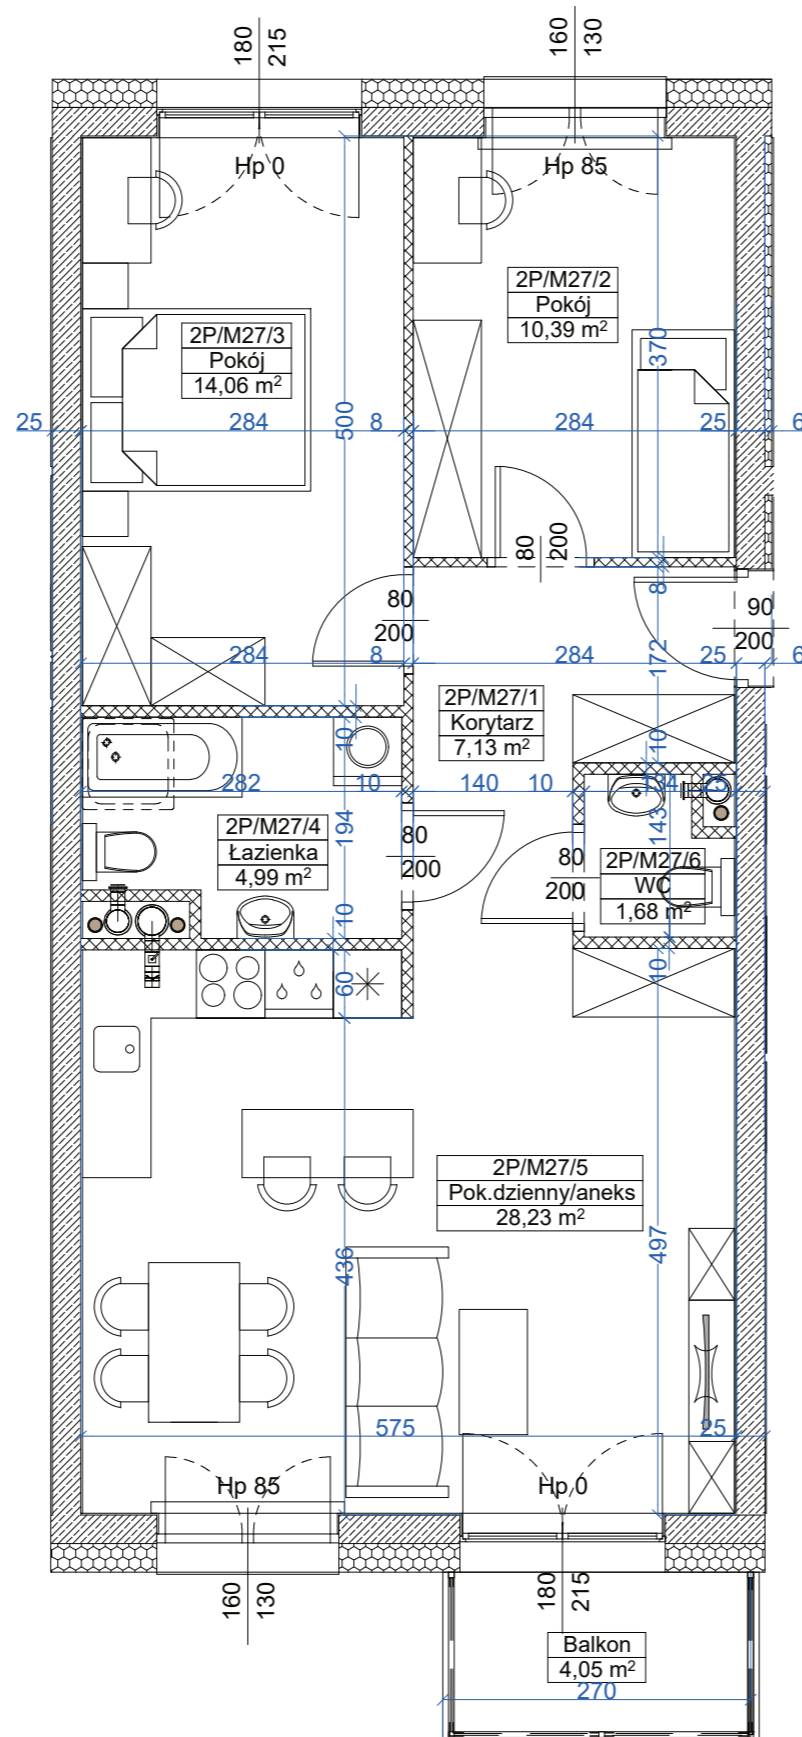 180
215
160
130
Hp 0
Hp 85
2P/M27/2
Pokój
10,39 m²
2P/M27/3
Pokój
14,06 m²
370
500
25
284
8
284
25
6
80
200
80
200
8
90
200
284
8
284
25
6
172
2P/M27/1
Korytarz
7,13 m²
10
10
282
10
140
10
134
25
194
143
2P/M27/4
Łazienka
4,99 m²
80
200
80
200
2P/M27/6
WC
1,68 m²
10
10
60
2P/M27/5
Pok.dzienny/aneks
28,23 m²
436
497
575
25
Hp 85
Hp 0
160
130
180
215
Balkon
4,05 m²
270